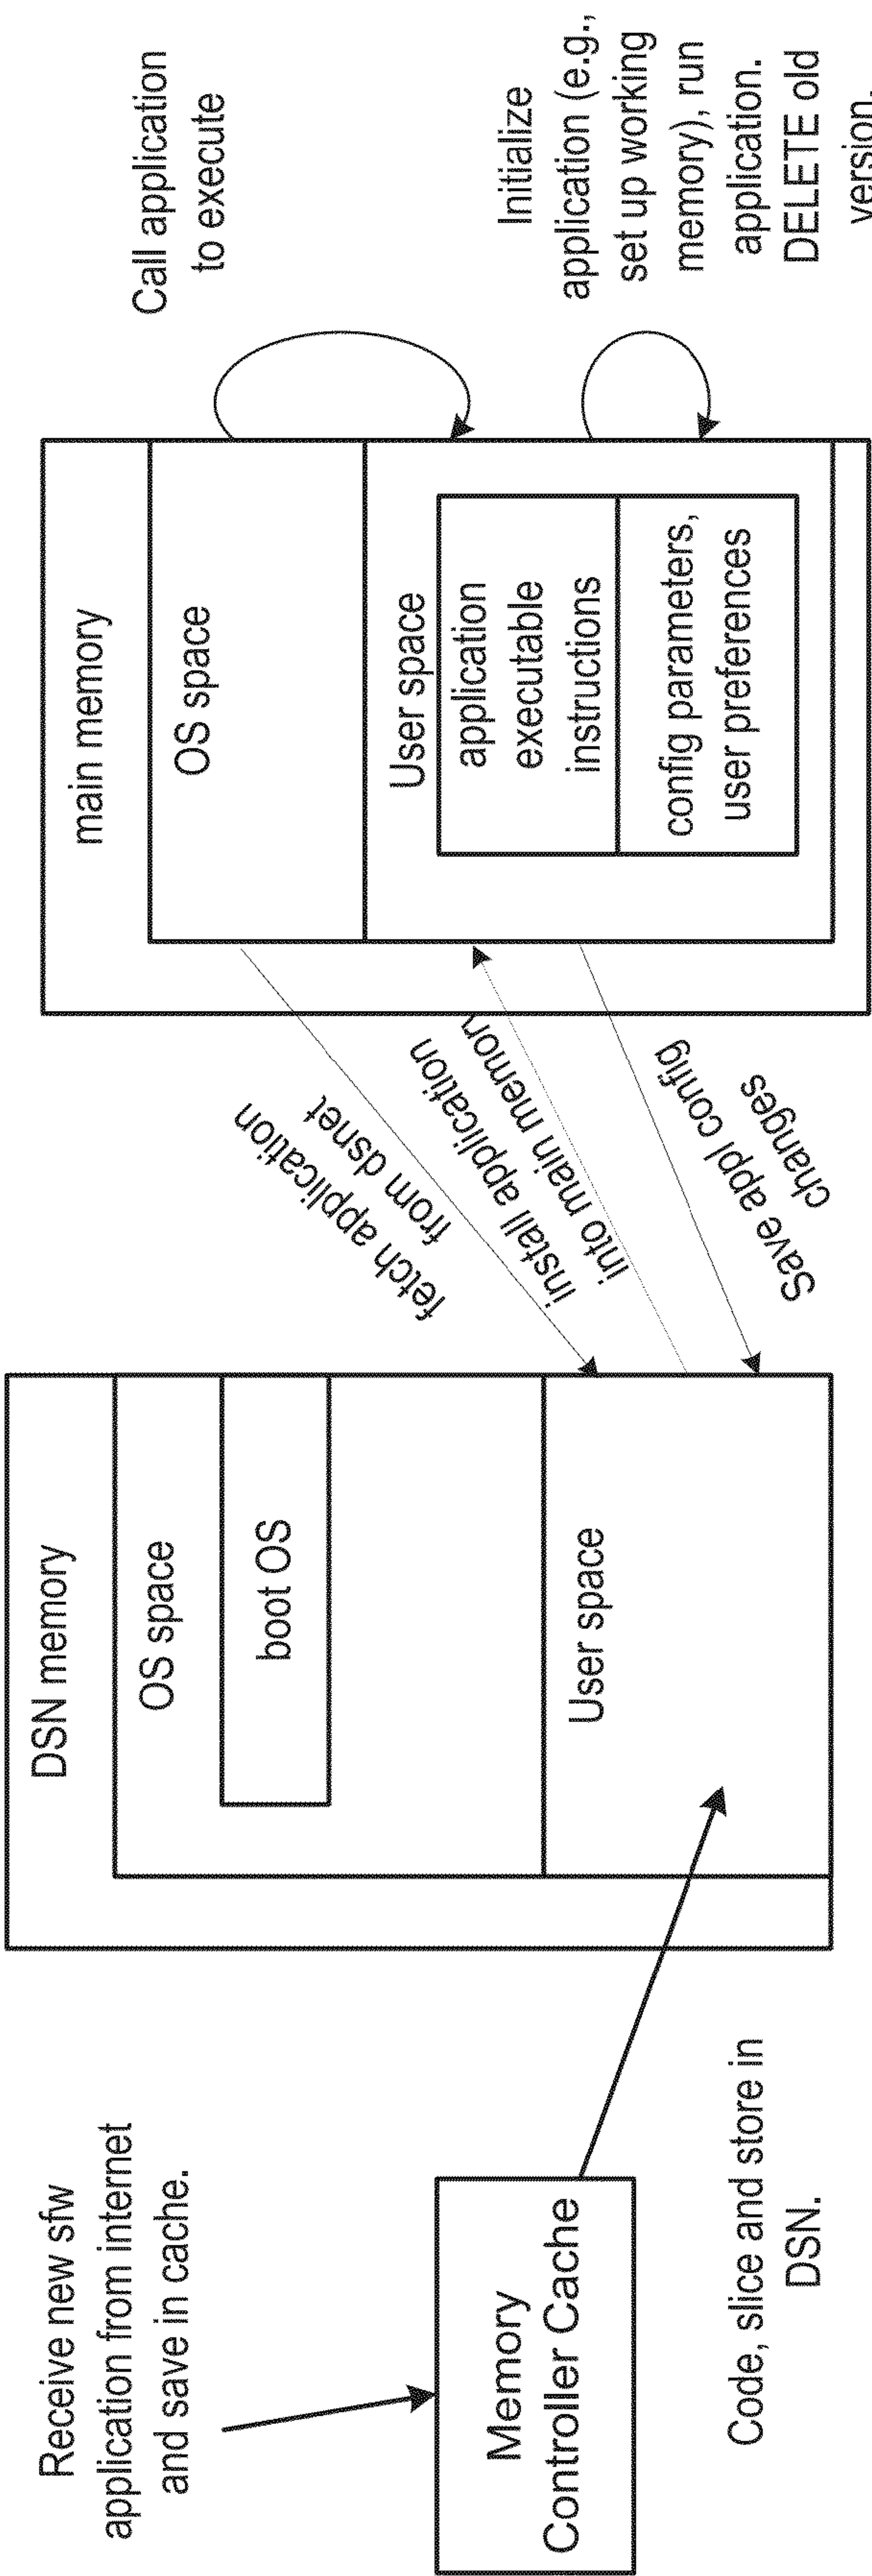 Receive new sfw
application from internet
and save in cache.
Memory
Controller Cache
Code, slice and store in
DSN.
DSN memory
OS space
boot OS
User space
fetch application
from dsnet
install application
into main memory
Save appl config
changes
main memory
OS space
User space
application
executable
instructions
config parameters,
user preferences
Call application
to execute
Initialize
application (e.g.,
set up working
memory), run
application.
DELETE old
version.